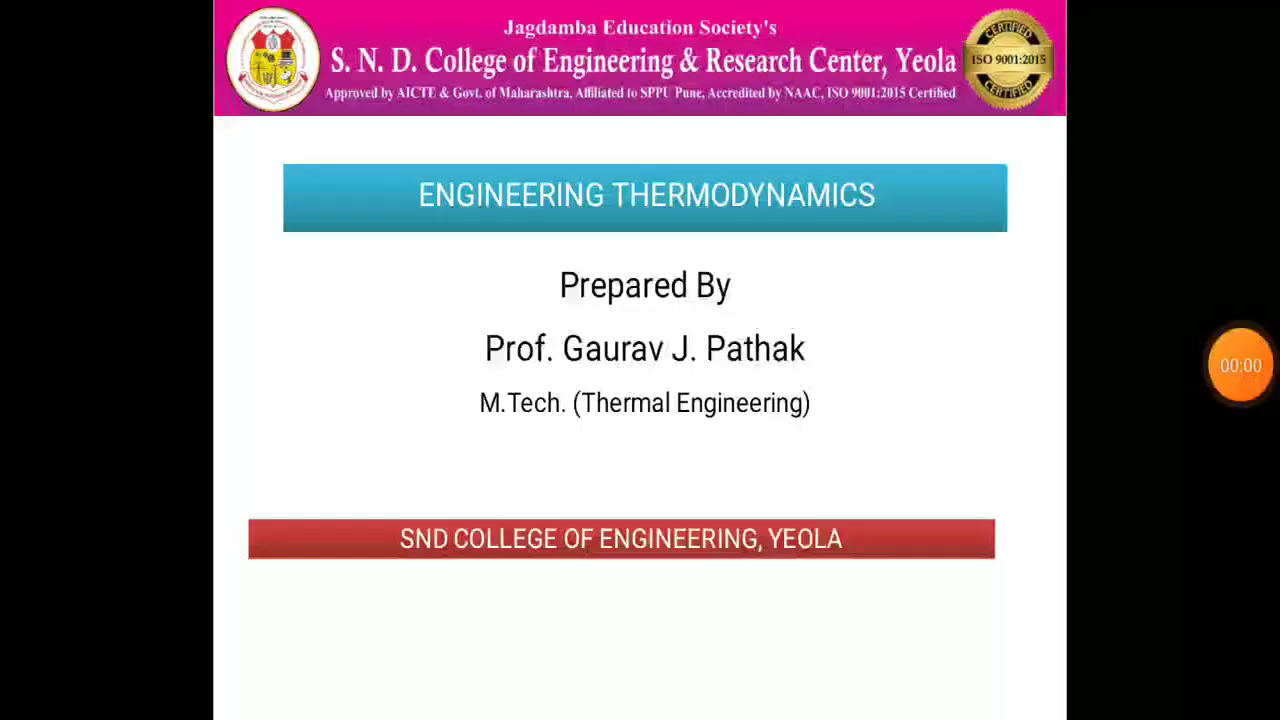 Jagdamba Education Society's
S. N. D. College of Engineering & Research Center, Yeola
Approved by AICTE & Govt. of Maharashtra, Affiliated to SPPU Pune, Accredited by NAAC, ISO 9001:2015 Certified
CERTIFIED
ISO 9001:2015
CERTIFIED
ENGINEERING THERMODYNAMICS
Prepared By
Prof. Gaurav J. Pathak
M.Tech. (Thermal Engineering)
00:00
SND COLLEGE OF ENGINEERING, YEOLA